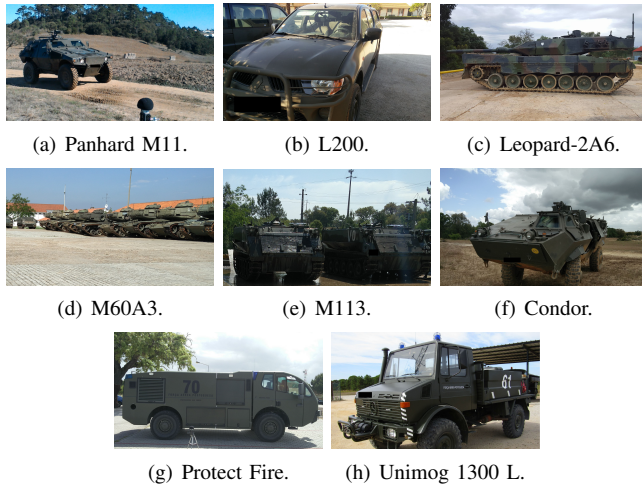 (a) Panhard M11.
(b) L200.
(c) Leopard-2A6.
(d) M60A3.
(e) M113.
(f) Condor.
70
61
(g) Protect Fire.
(h) Unimog 1300 L.